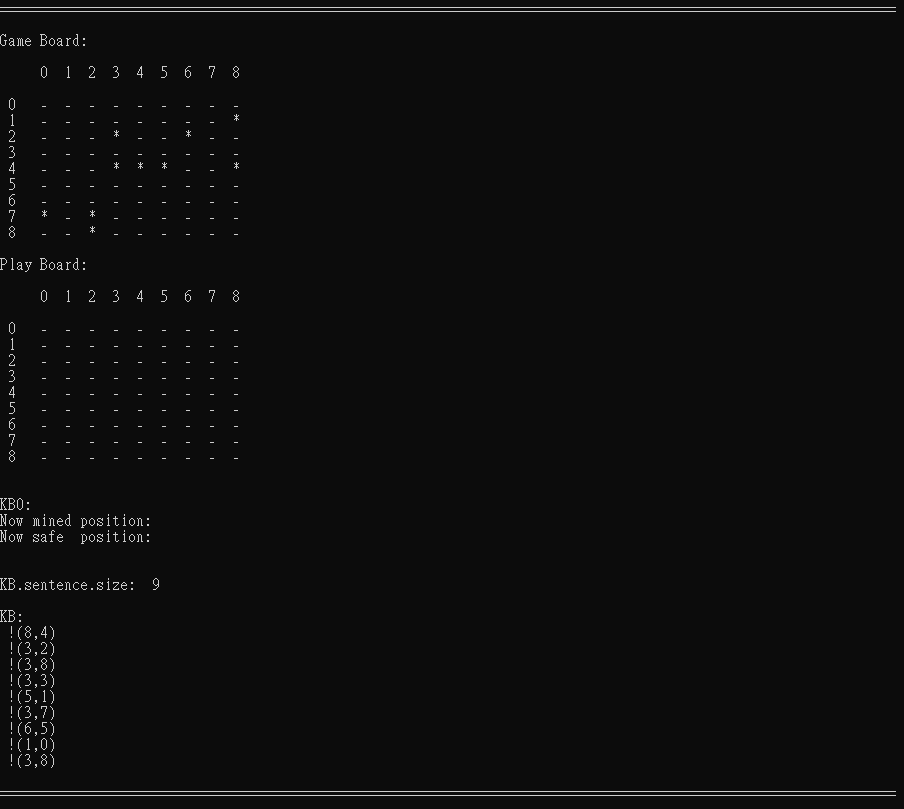 Game Board:
0 1 2 3 4 5 6 7 8
0 - - - - - - - - -
1 - - - - - - - - *
2 - - - * - - * - -
3 - - - - - - - - -
4 - - - * * * - - *
5 - - - - - - - - -
6 - - - - - - - - -
7 * - * - - - - - -
8 - - * - - - - - -
Play Board:
0 1 2 3 4 5 6 7 8
0 - - - - - - - - -
1 - - - - - - - - -
2 - - - - - - - - -
3 - - - - - - - - -
4 - - - - - - - - -
5 - - - - - - - - -
6 - - - - - - - - -
7 - - - - - - - - -
8 - - - - - - - - -
KB0:
Now mined position:
Now safe  position:
KB.sentence.size:  9
KB:
!(8,4)
!(3,2)
!(3,8)
!(3,3)
!(5,1)
!(3,7)
!(6,5)
!(1,0)
!(3,8)